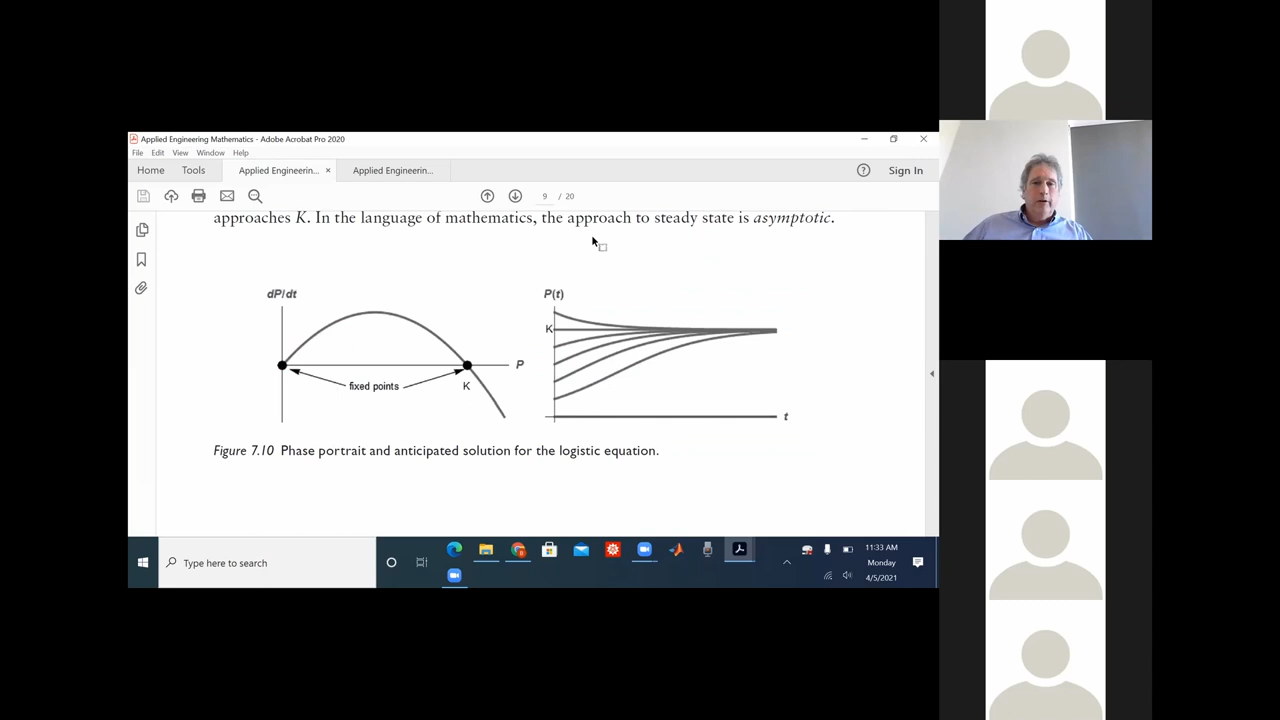 Applied Engineering Mathematics - Adobe Acrobat Pro 2020
File Edit View Window Help
Home Tools Applied Engineerin... × Applied Engineerin... Sign In
9 / 20
approaches K. In the language of mathematics, the approach to steady state is asymptotic.
dP/dt
P
fixed points
K
P(t)
K
t
Figure 7.10 Phase portrait and anticipated solution for the logistic equation.
Type here to search
11:33 AM
Monday
4/5/2021